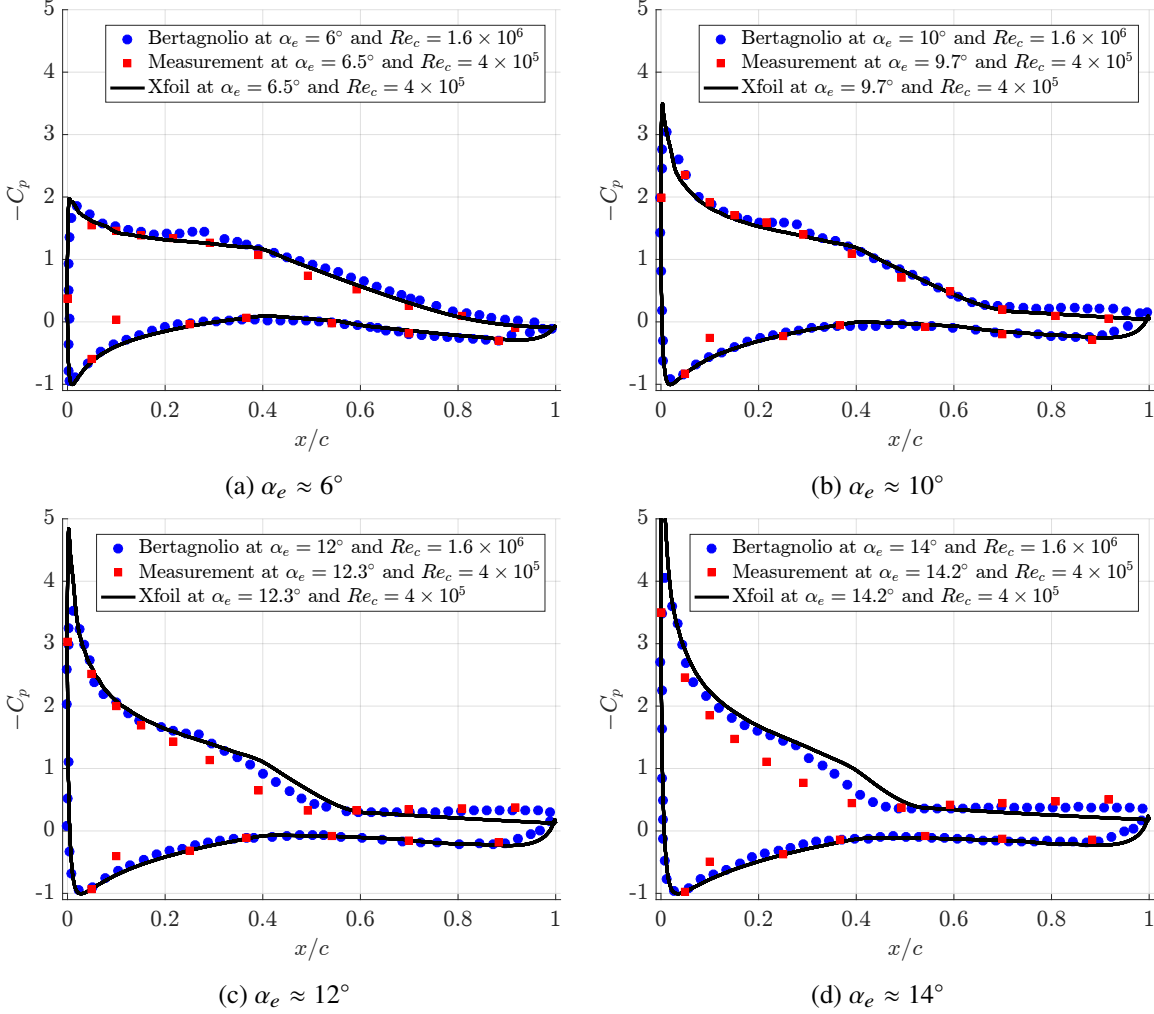 5
4
3
2
1
0
-1
−C_p
0 0.2 0.4 0.6 0.8 1
x/c
Bertagnolio at α_e = 6° and Re_c = 1.6 × 10^6
Measurement at α_e = 6.5° and Re_c = 4 × 10^5
Xfoil at α_e = 6.5° and Re_c = 4 × 10^5
(a) α_e ≈ 6°
5
4
3
2
1
0
-1
−C_p
0 0.2 0.4 0.6 0.8 1
x/c
Bertagnolio at α_e = 10° and Re_c = 1.6 × 10^6
Measurement at α_e = 9.7° and Re_c = 4 × 10^5
Xfoil at α_e = 9.7° and Re_c = 4 × 10^5
(b) α_e ≈ 10°
5
4
3
2
1
0
-1
−C_p
0 0.2 0.4 0.6 0.8 1
x/c
Bertagnolio at α_e = 12° and Re_c = 1.6 × 10^6
Measurement at α_e = 12.3° and Re_c = 4 × 10^5
Xfoil at α_e = 12.3° and Re_c = 4 × 10^5
(c) α_e ≈ 12°
5
4
3
2
1
0
-1
−C_p
0 0.2 0.4 0.6 0.8 1
x/c
Bertagnolio at α_e = 14° and Re_c = 1.6 × 10^6
Measurement at α_e = 14.2° and Re_c = 4 × 10^5
Xfoil at α_e = 14.2° and Re_c = 4 × 10^5
(d) α_e ≈ 14°